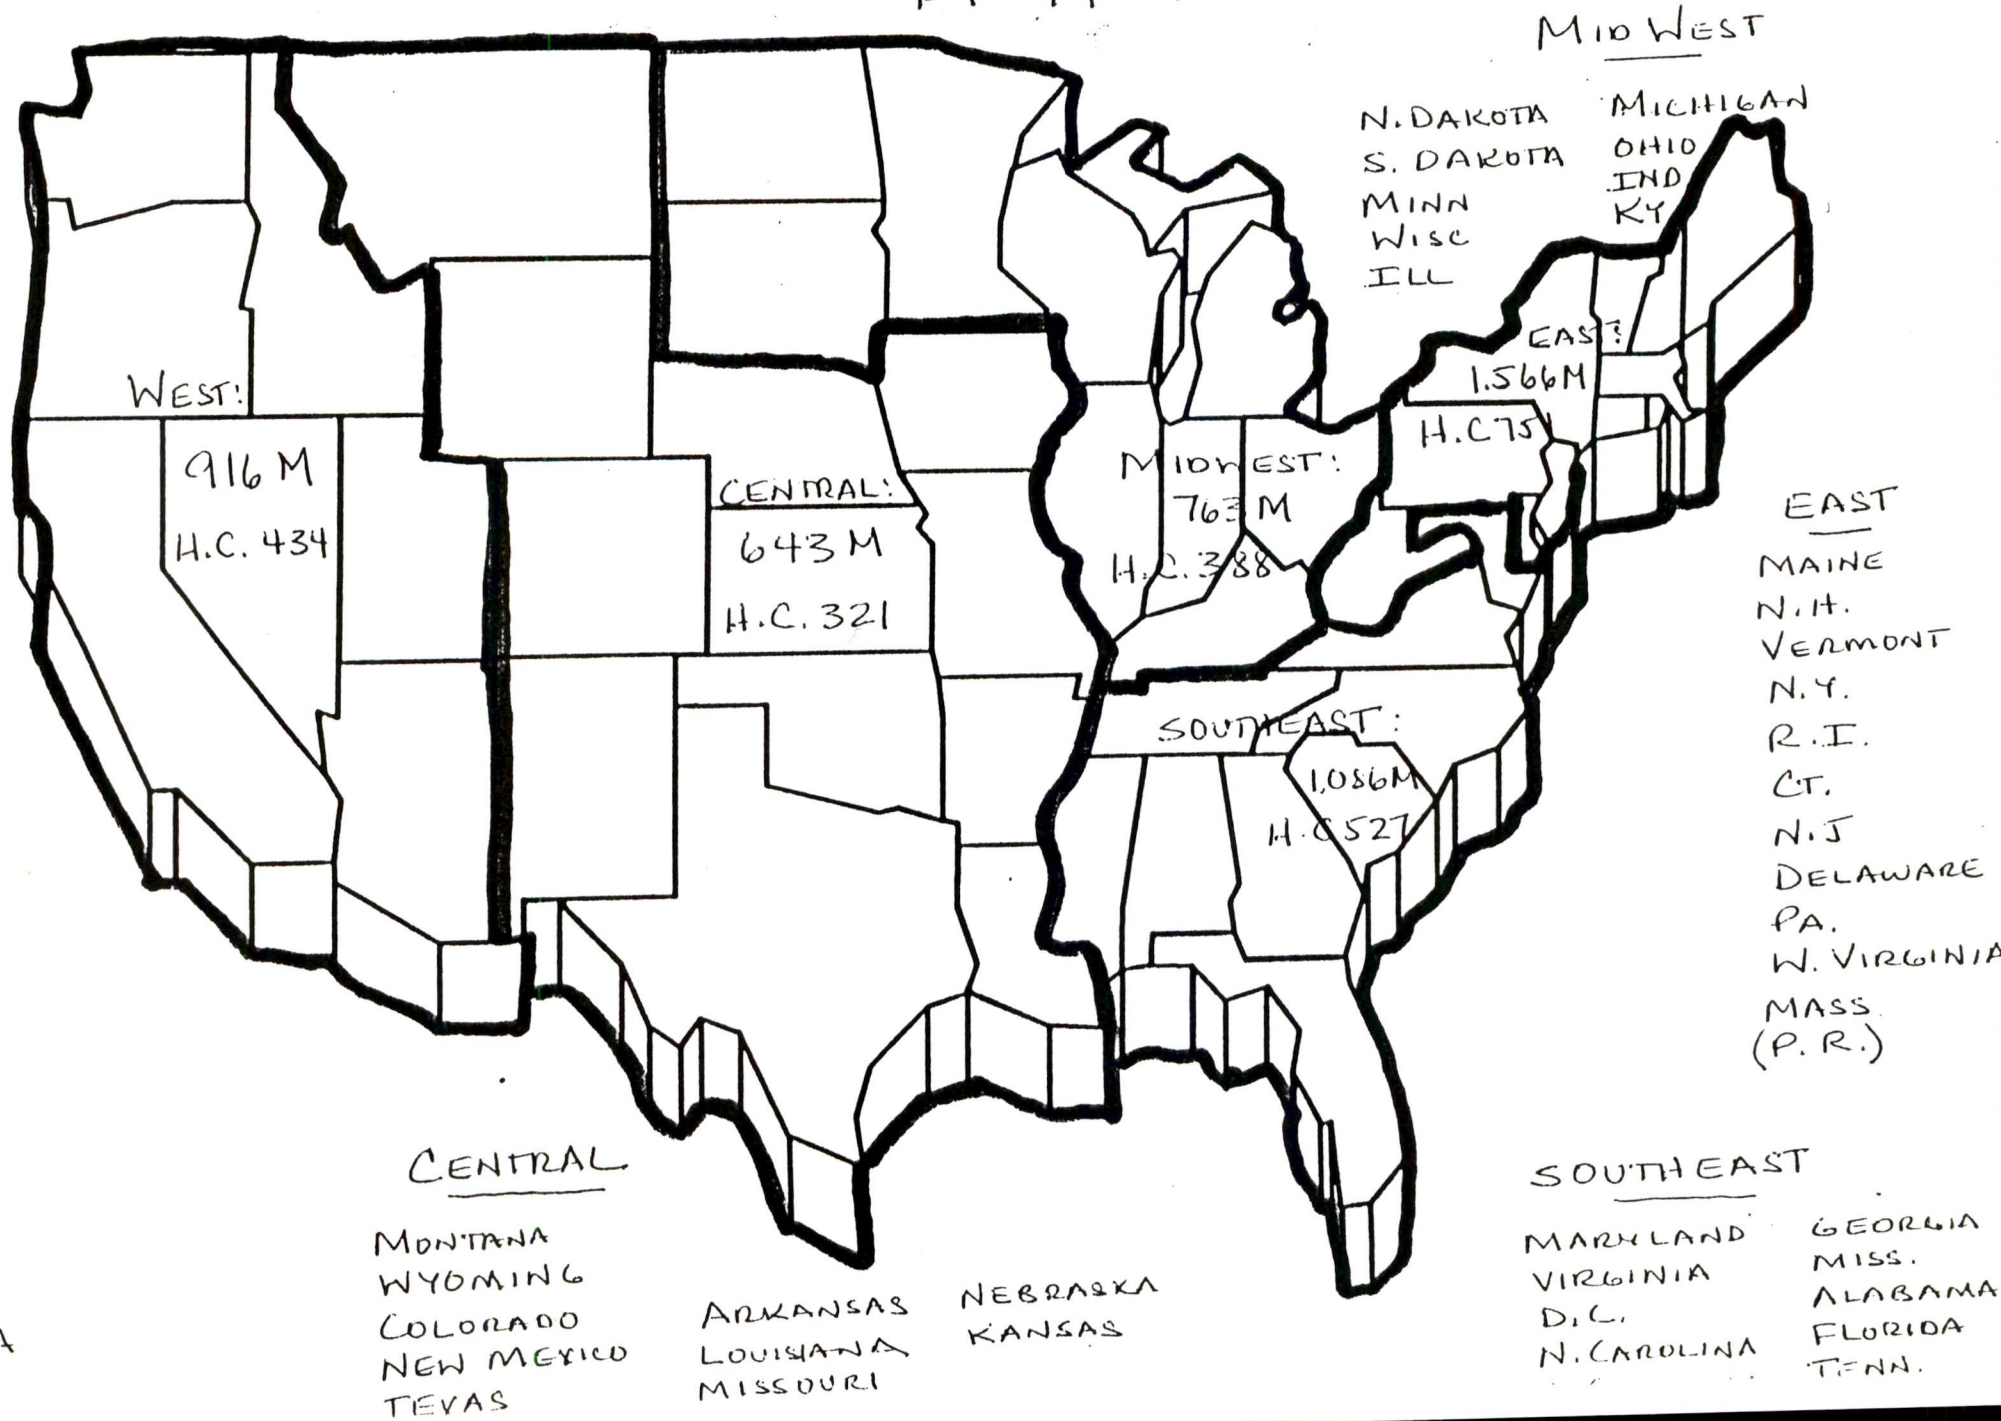 MIDWEST
N. DAKOTA
S. DAKOTA
MINN
WISC
ILL
MICHIGAN
OHIO
IND
KY
WEST:
916 M
H.C. 434
CENTRAL:
643 M
H.C. 321
MIDWEST:
763 M
H.C. 388
EAST:
1.566M
H.C 75
SOUTHEAST:
1,086M
H.C 527
EAST
MAINE
N.H.
VERMONT
N.Y.
R.I.
CT.
N.J
DELAWARE
PA.
W. VIRGINIA
MASS.
(P.R.)
CENTRAL
MONTANA
WYOMING
COLORADO
NEW MEXICO
TEXAS
ARKANSAS
LOUISIANA
MISSOURI
NEBRASKA
KANSAS
SOUTHEAST
MARYLAND
VIRGINIA
D.C.
N. CAROLINA
GEORGIA
MISS.
ALABAMA
FLORIDA
TENN.